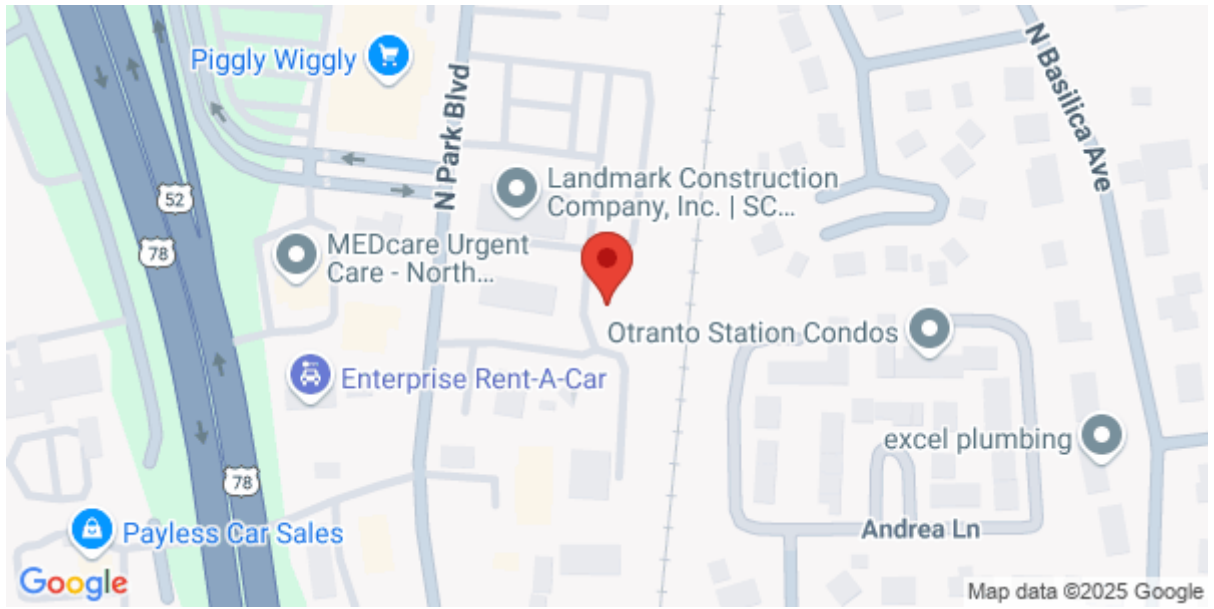 Piggly Wiggly
N Park Blvd
N Basilica Ave
Landmark Construction
Company, Inc. | SC...
52
78
MEDcare Urgent
Care - North...
Otranto Station Condos
Enterprise Rent-A-Car
excel plumbing
78
Payless Car Sales
Andrea Ln
Google
Map data ©2025 Google